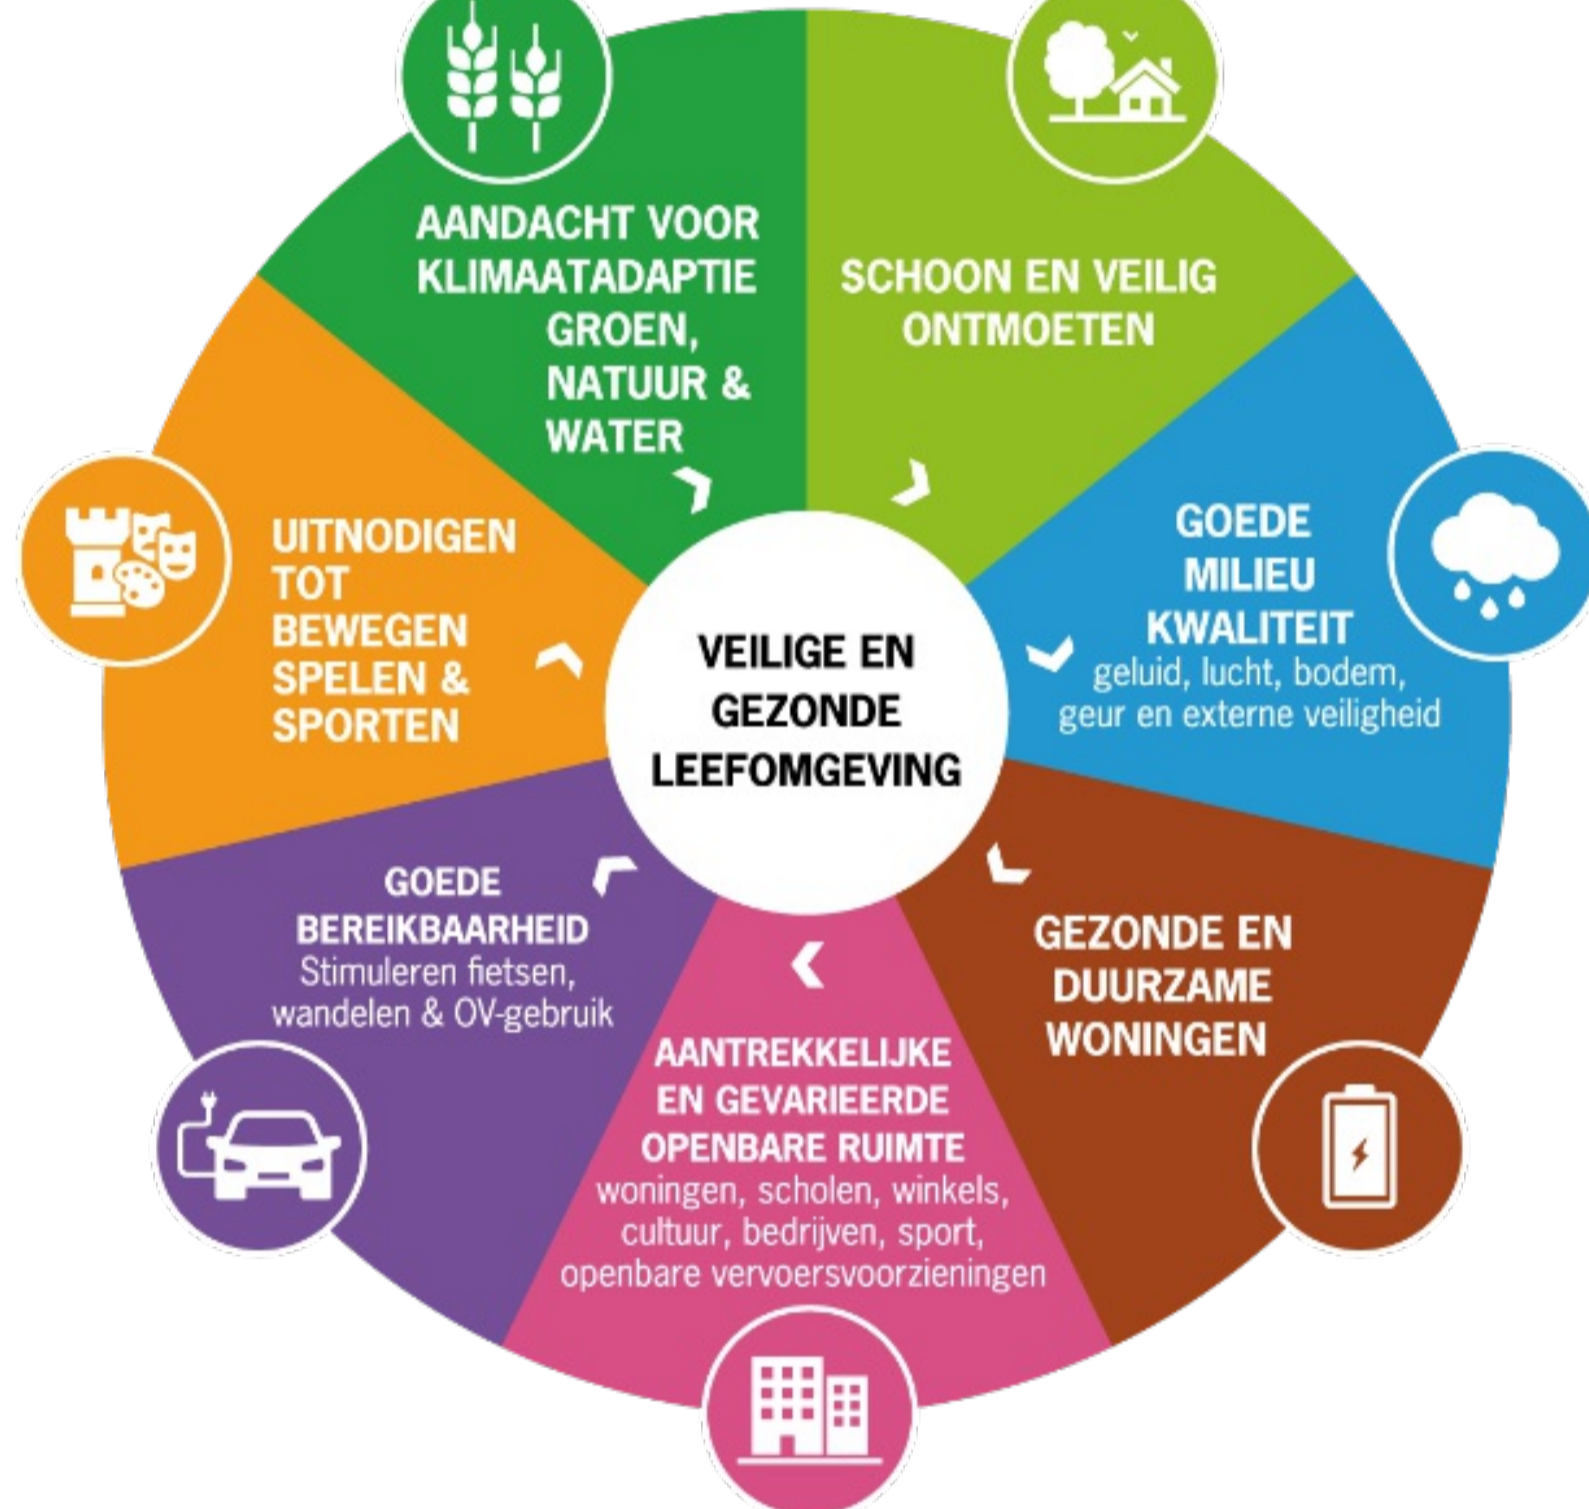 AANDACHT VOOR
KLIMAATADAPTIE
GROEN,
NATUUR &
WATER
SCHOON EN VEILIG
ONTMOETEN
GOEDE
MILIEU
KWALITEIT
geluid, lucht, bodem,
geur en externe veiligheid
GEZONDE EN
DUURZAME
WONINGEN
AANTREKKELIJKE
EN GEVARIEERDE
OPENBARE RUIMTE
woningen, scholen, winkels,
cultuur, bedrijven, sport,
openbare vervoersvoorzieningen
GOEDE
BEREIKBAARHEID
Stimuleren fietsen,
wandelen & OV-gebruik
UITNODIGEN
TOT
BEWEGEN
SPELEN &
SPORTEN
VEILIGE EN
GEZONDE
LEEFOMGEVING